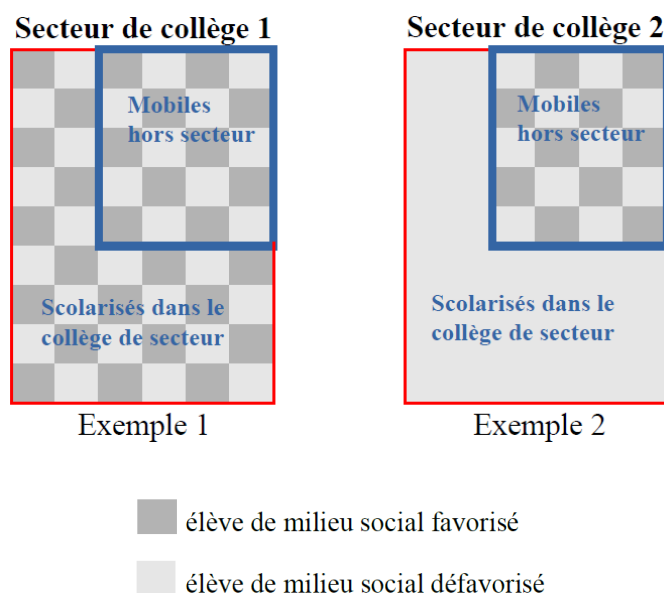 Secteur de collège 1
Mobiles
hors secteur
Scolarisés dans le
collège de secteur
Exemple 1
Secteur de collège 2
Mobiles
hors secteur
Scolarisés dans le
collège de secteur
Exemple 2
élève de milieu social favorisé
élève de milieu social défavorisé